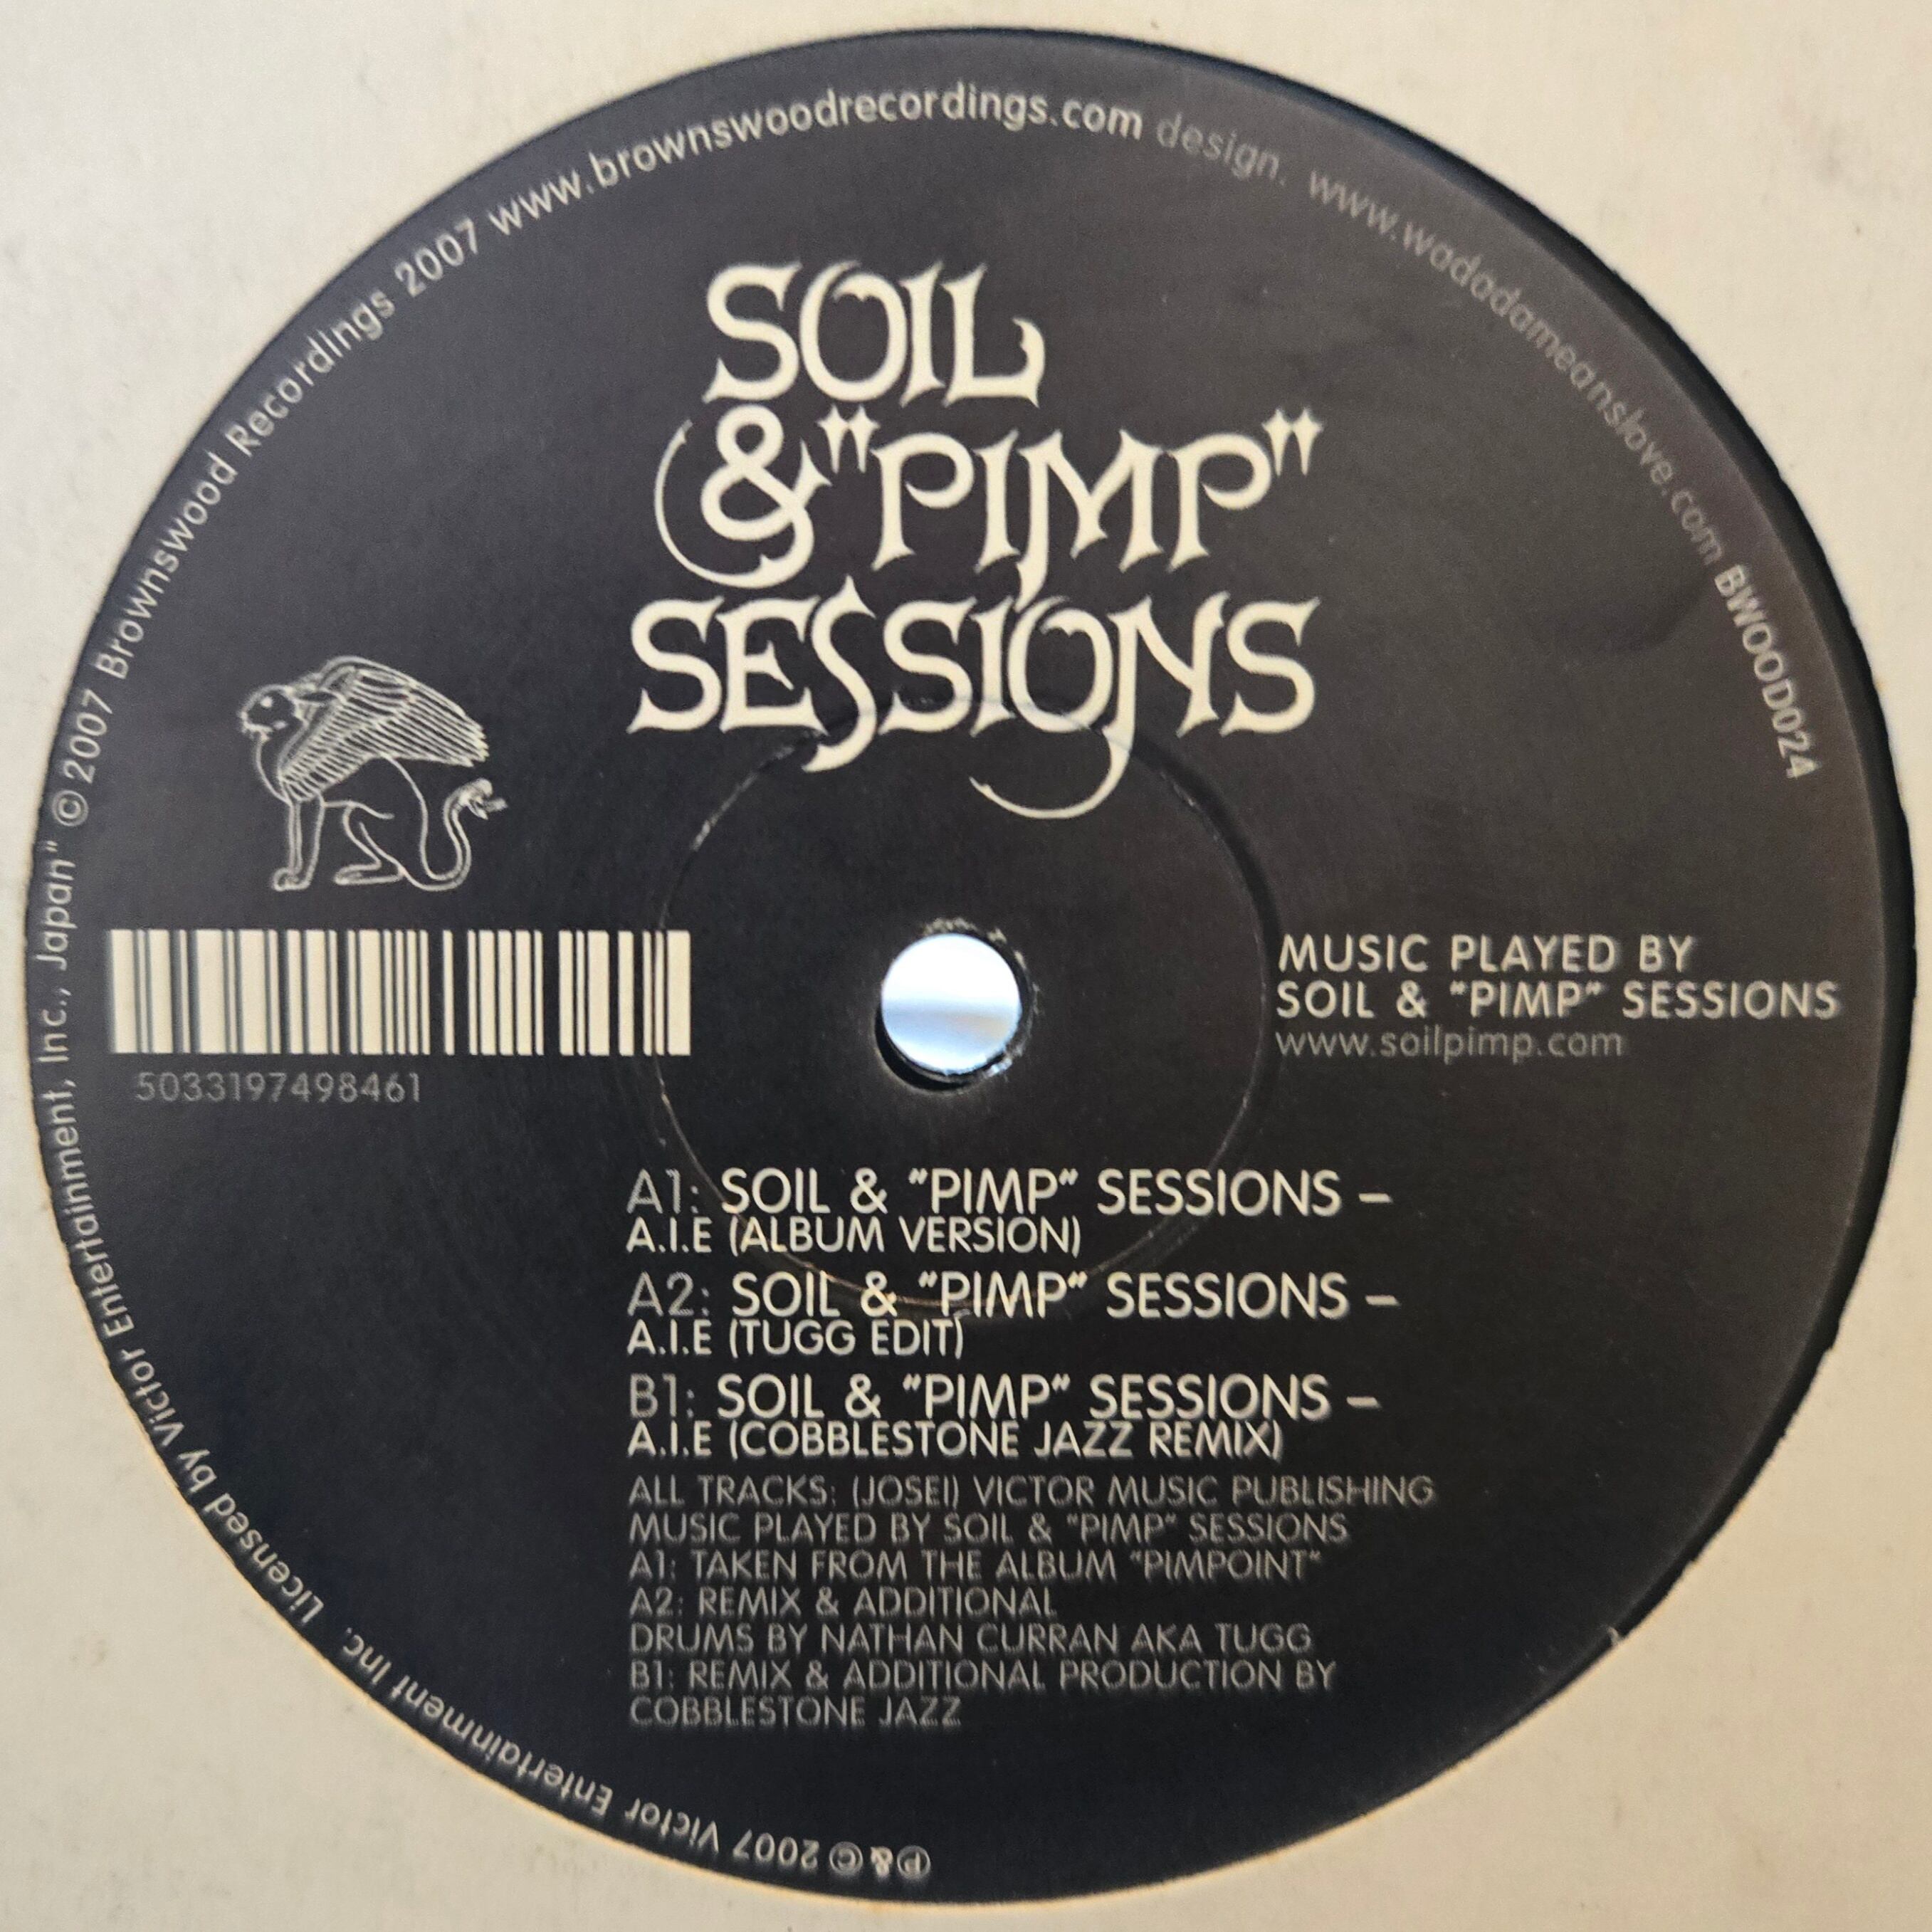 ℗ & © 2007 Victor Entertainment Inc. Licensed by Victor Entertainment, Inc., Japan" © 2007 Brownswood Recordings 2007 www.brownswoodrecordings.com design. www.wadadameanslove.com BWOOD024
SOIL
& "PIMP"
SESSIONS
5033197498461
MUSIC PLAYED BY
SOIL & "PIMP" SESSIONS
www.soilpimp.com
A1: SOIL & "PIMP" SESSIONS –
A.I.E (ALBUM VERSION)
A2: SOIL & "PIMP" SESSIONS –
A.I.E (TUGG EDIT)
B1: SOIL & "PIMP" SESSIONS –
A.I.E (COBBLESTONE JAZZ REMIX)
ALL TRACKS: (JOSEI) VICTOR MUSIC PUBLISHING
MUSIC PLAYED BY SOIL & "PIMP" SESSIONS
A1: TAKEN FROM THE ALBUM "PIMPOINT"
A2: REMIX & ADDITIONAL
DRUMS BY NATHAN CURRAN AKA TUGG
B1: REMIX & ADDITIONAL PRODUCTION BY
COBBLESTONE JAZZ